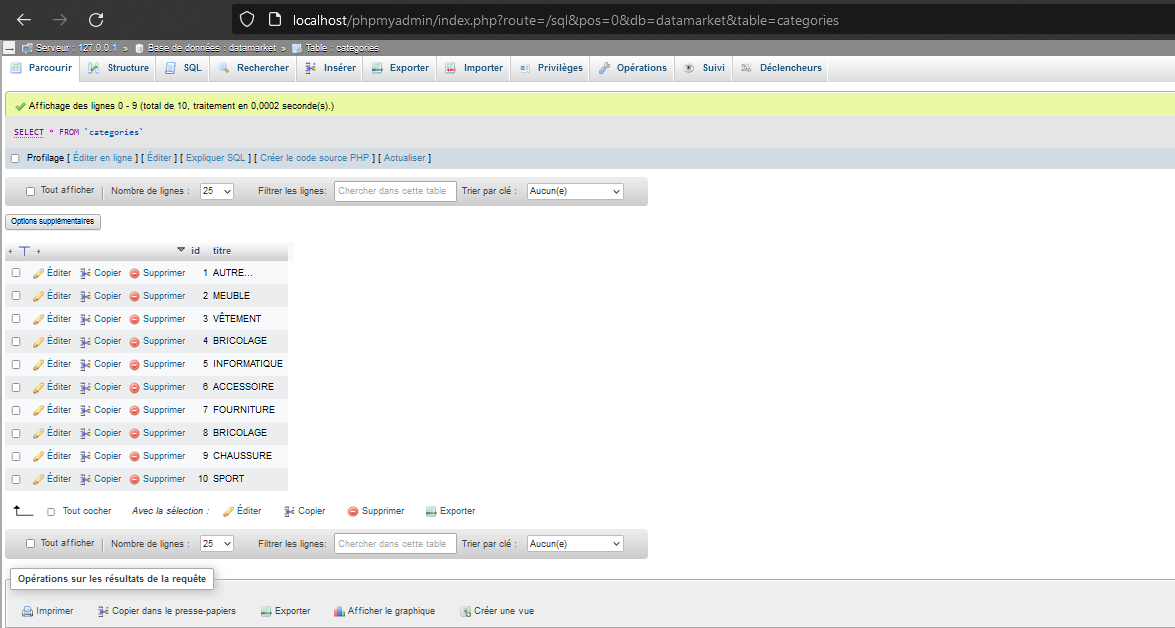 localhost/phpmyadmin/index.php?route=/sql&pos=0&db=datamarket&table=categories
Serveur : 127.0.0.1 » Base de données : datamarket » Table : categories
Parcourir Structure SQL Rechercher Insérer Exporter Importer Privilèges Opérations Suivi Déclencheurs
Affichage des lignes 0 - 9 (total de 10, traitement en 0,0002 seconde(s).)
SELECT * FROM `categories`
Profilage [ Éditer en ligne ] [ Éditer ] [ Expliquer SQL ] [ Créer le code source PHP ] [ Actualiser ]
Tout afficher Nombre de lignes : 25 Filtrer les lignes: Chercher dans cette table Trier par clé : Aucun(e)
Options supplémentaires
id titre
Éditer Copier Supprimer 1 AUTRE...
Éditer Copier Supprimer 2 MEUBLE
Éditer Copier Supprimer 3 VÊTEMENT
Éditer Copier Supprimer 4 BRICOLAGE
Éditer Copier Supprimer 5 INFORMATIQUE
Éditer Copier Supprimer 6 ACCESSOIRE
Éditer Copier Supprimer 7 FOURNITURE
Éditer Copier Supprimer 8 BRICOLAGE
Éditer Copier Supprimer 9 CHAUSSURE
Éditer Copier Supprimer 10 SPORT
Tout cocher Avec la sélection : Éditer Copier Supprimer Exporter
Tout afficher Nombre de lignes : 25 Filtrer les lignes: Chercher dans cette table Trier par clé : Aucun(e)
Opérations sur les résultats de la requête
Imprimer Copier dans le presse-papiers Exporter Afficher le graphique Créer une vue